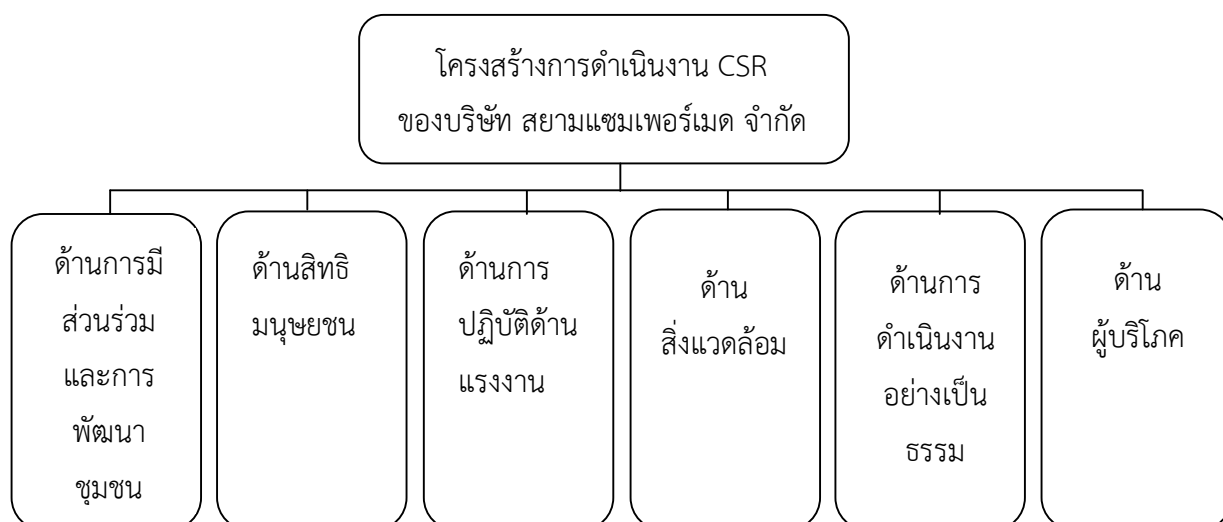 โครงสร้างการดำเนินงาน CSR
ของบริษัท สยามแซมเพอร์เมด จำกัด
ด้านการมี
ส่วนร่วม
และการ
พัฒนา
ชุมชน
ด้านสิทธิ
มนุษยชน
ด้านการ
ปฏิบัติด้าน
แรงงาน
ด้าน
สิ่งแวดล้อม
ด้านการ
ดำเนินงาน
อย่างเป็น
ธรรม
ด้าน
ผู้บริโภค